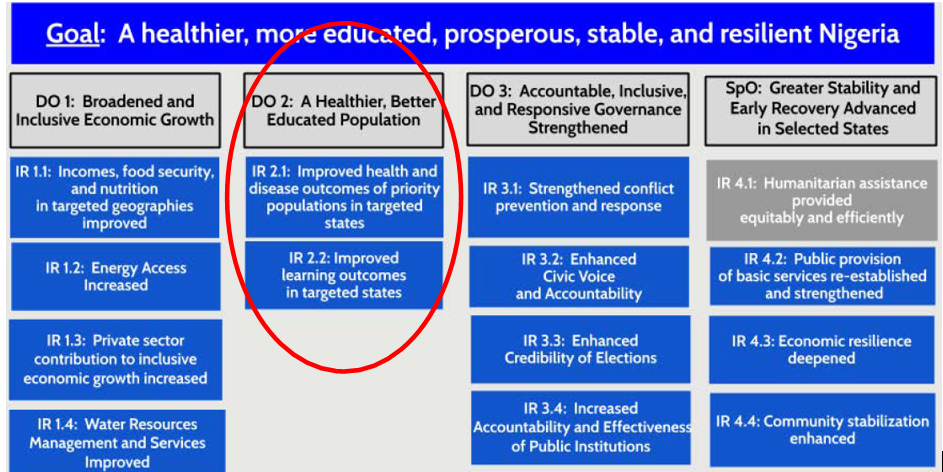 Goal: A healthier, more educated, prosperous, stable, and resilient Nigeria
DO 1: Broadened and
Inclusive Economic Growth
IR 1.1: Incomes, food security,
and nutrition
in targeted geographies
improved
IR 1.2: Energy Access
Increased
IR 1.3: Private sector
contribution to inclusive
economic growth increased
IR 1.4: Water Resources
Management and Services
Improved
DO 2: A Healthier, Better
Educated Population
IR 2.1: Improved health and
disease outcomes of priority
populations in targeted
states
IR 2.2: Improved
learning outcomes
in targeted states
DO 3: Accountable, Inclusive,
and Responsive Governance
Strengthened
IR 3.1: Strengthened conflict
prevention and response
IR 3.2: Enhanced
Civic Voice
and Accountability
IR 3.3: Enhanced
Credibility of Elections
IR 3.4: Increased
Accountability and Effectiveness
of Public Institutions
SpO: Greater Stability and
Early Recovery Advanced
in Selected States
IR 4.1: Humanitarian assistance
provided
equitably and efficiently
IR 4.2: Public provision
of basic services re-established
and strengthened
IR 4.3: Economic resilience
deepened
IR 4.4: Community stabilization
enhanced